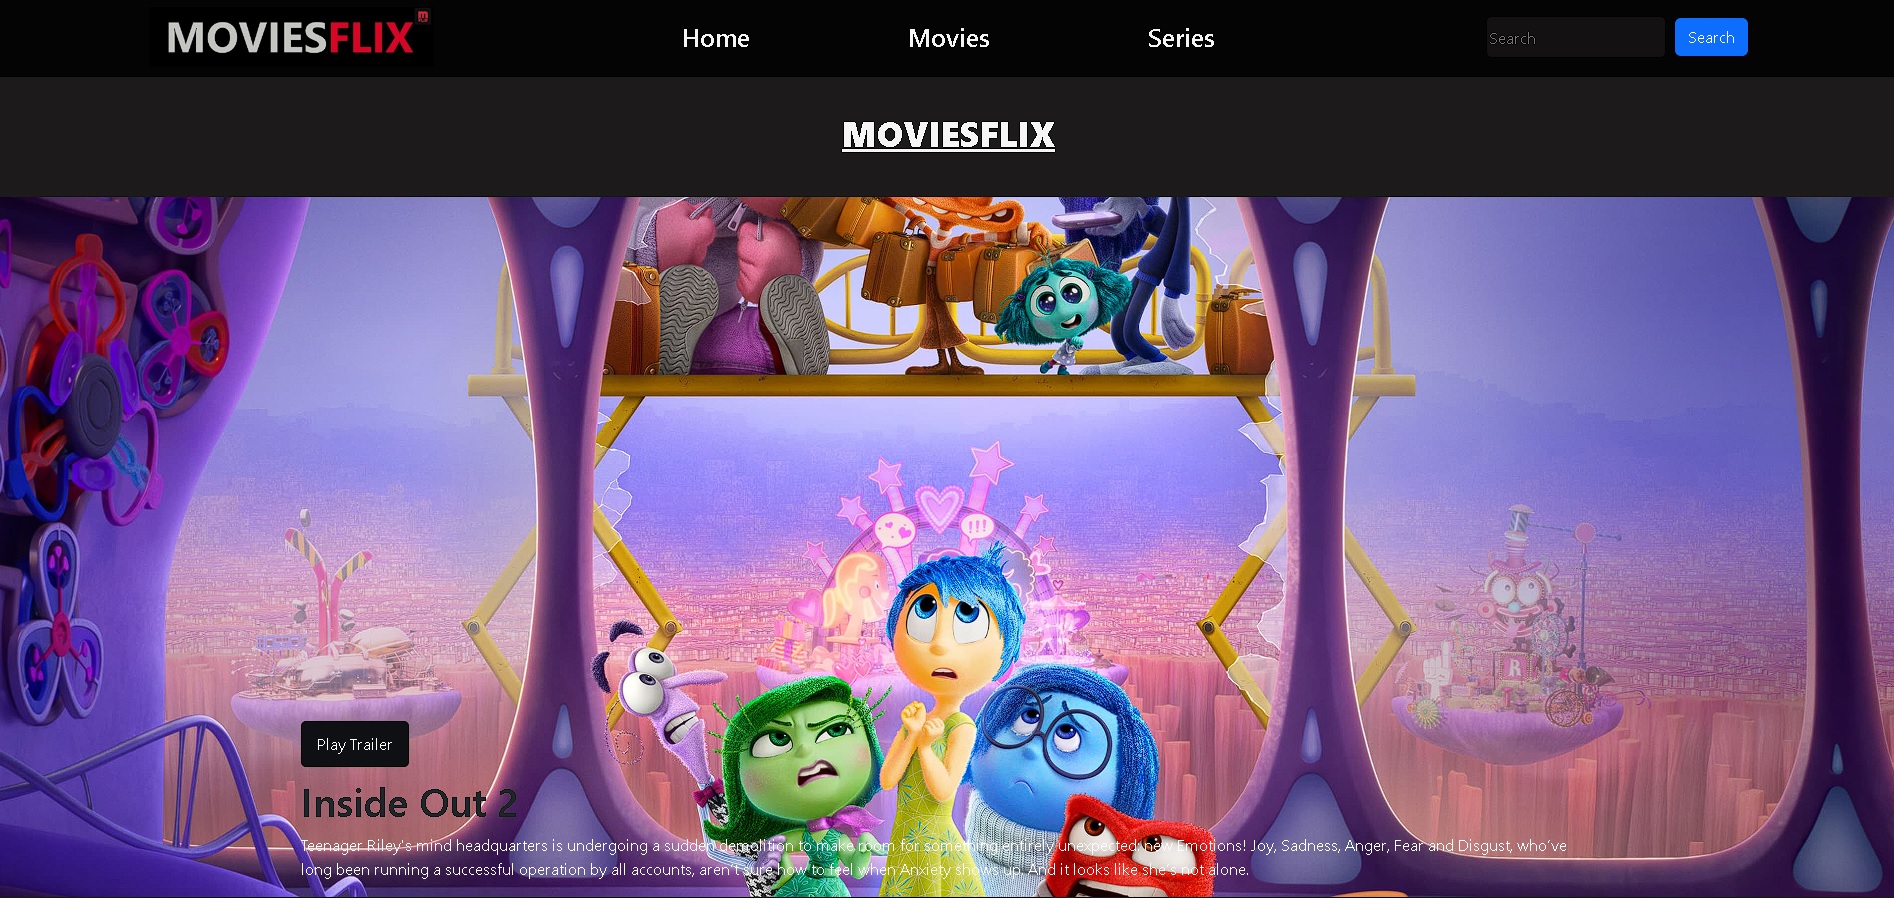 MOVIESFLIX
Home
Movies
Series
Search
Search
MOVIESFLIX
!!!
R
Play Trailer
Inside Out 2
Teenager Riley's mind headquarters is undergoing a sudden demolition to make room for something entirely unexpected: new Emotions! Joy, Sadness, Anger, Fear and Disgust, who've
long been running a successful operation by all accounts, aren't sure how to feel when Anxiety shows up. And it looks like she's not alone.